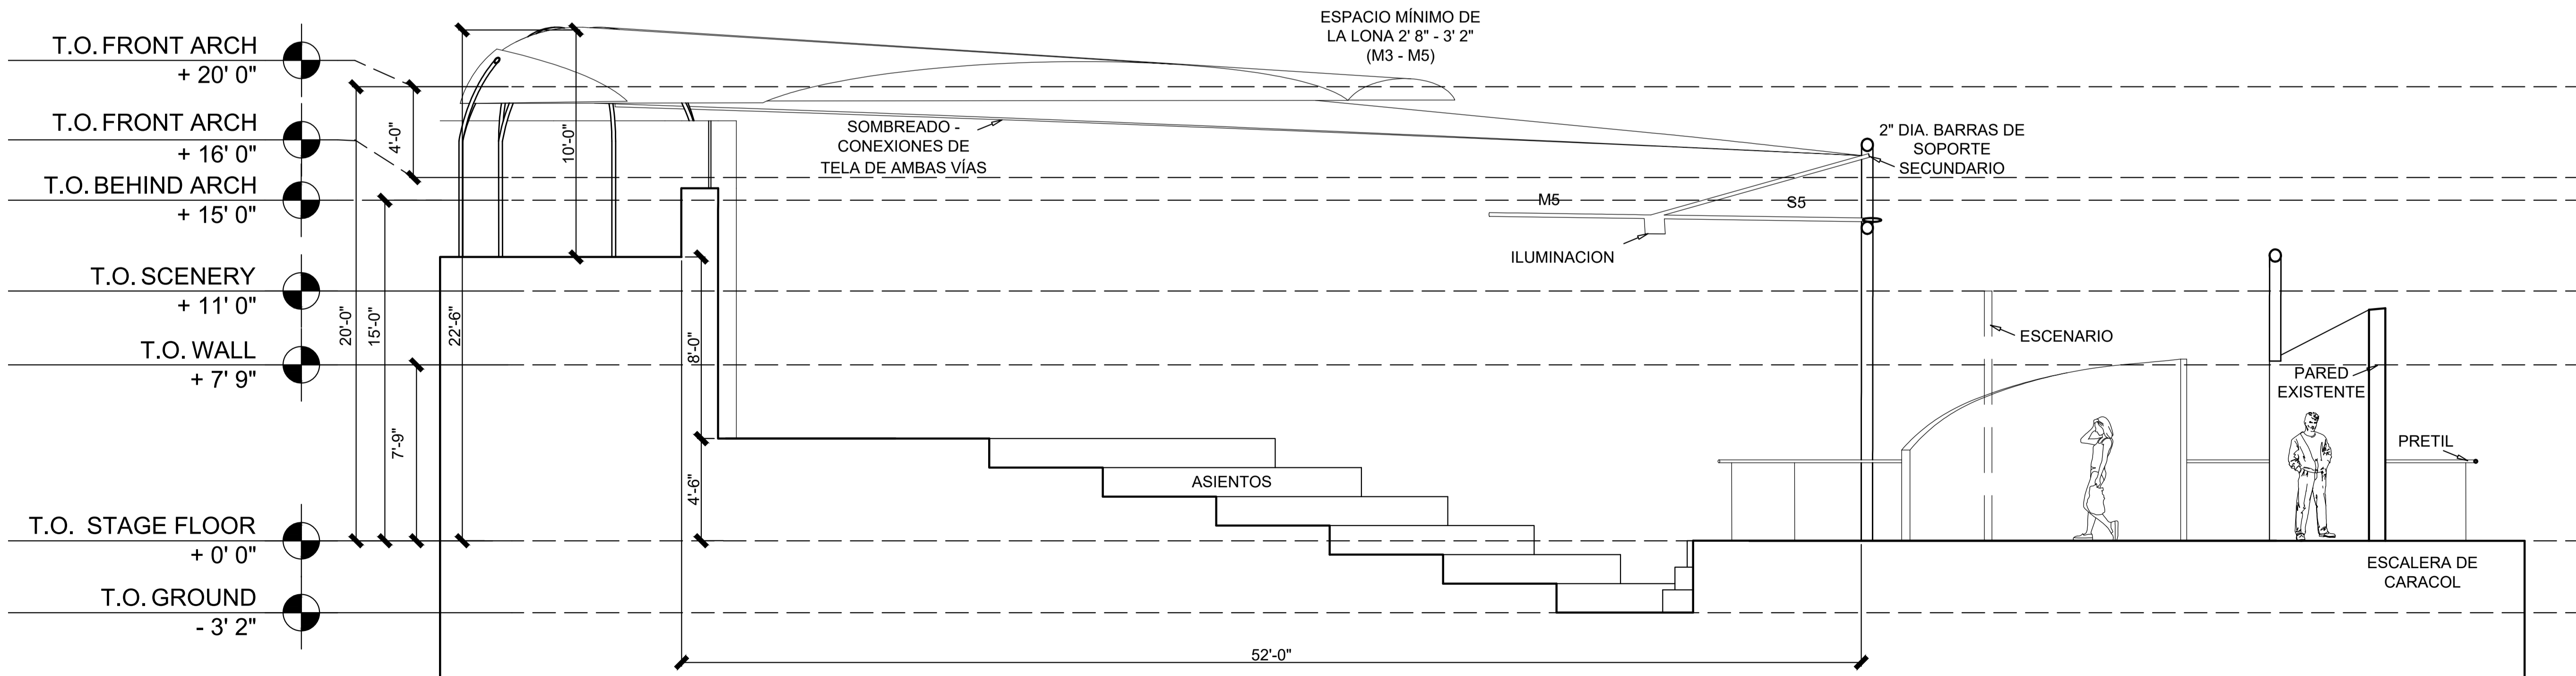 T.O. FRONT ARCH
+ 20' 0"
T.O. FRONT ARCH
+ 16' 0"
T.O. BEHIND ARCH
+ 15' 0"
T.O. SCENERY
+ 11' 0"
T.O. WALL
+ 7' 9"
T.O. STAGE FLOOR
+ 0' 0"
T.O. GROUND
- 3' 2"
20'-0"
15'-0"
4'-0"
7'-9"
22'-6"
10'-0"
8'-0"
4'-6"
52'-0"
ESPACIO MÍNIMO DE
LA LONA 2' 8" - 3' 2"
(M3 - M5)
SOMBREADO -
CONEXIONES DE
TELA DE AMBAS VÍAS
2" DIA. BARRAS DE
SOPORTE
SECUNDARIO
M5
S5
ILUMINACION
ESCENARIO
PARED
EXISTENTE
PRETIL
ASIENTOS
ESCALERA DE
CARACOL